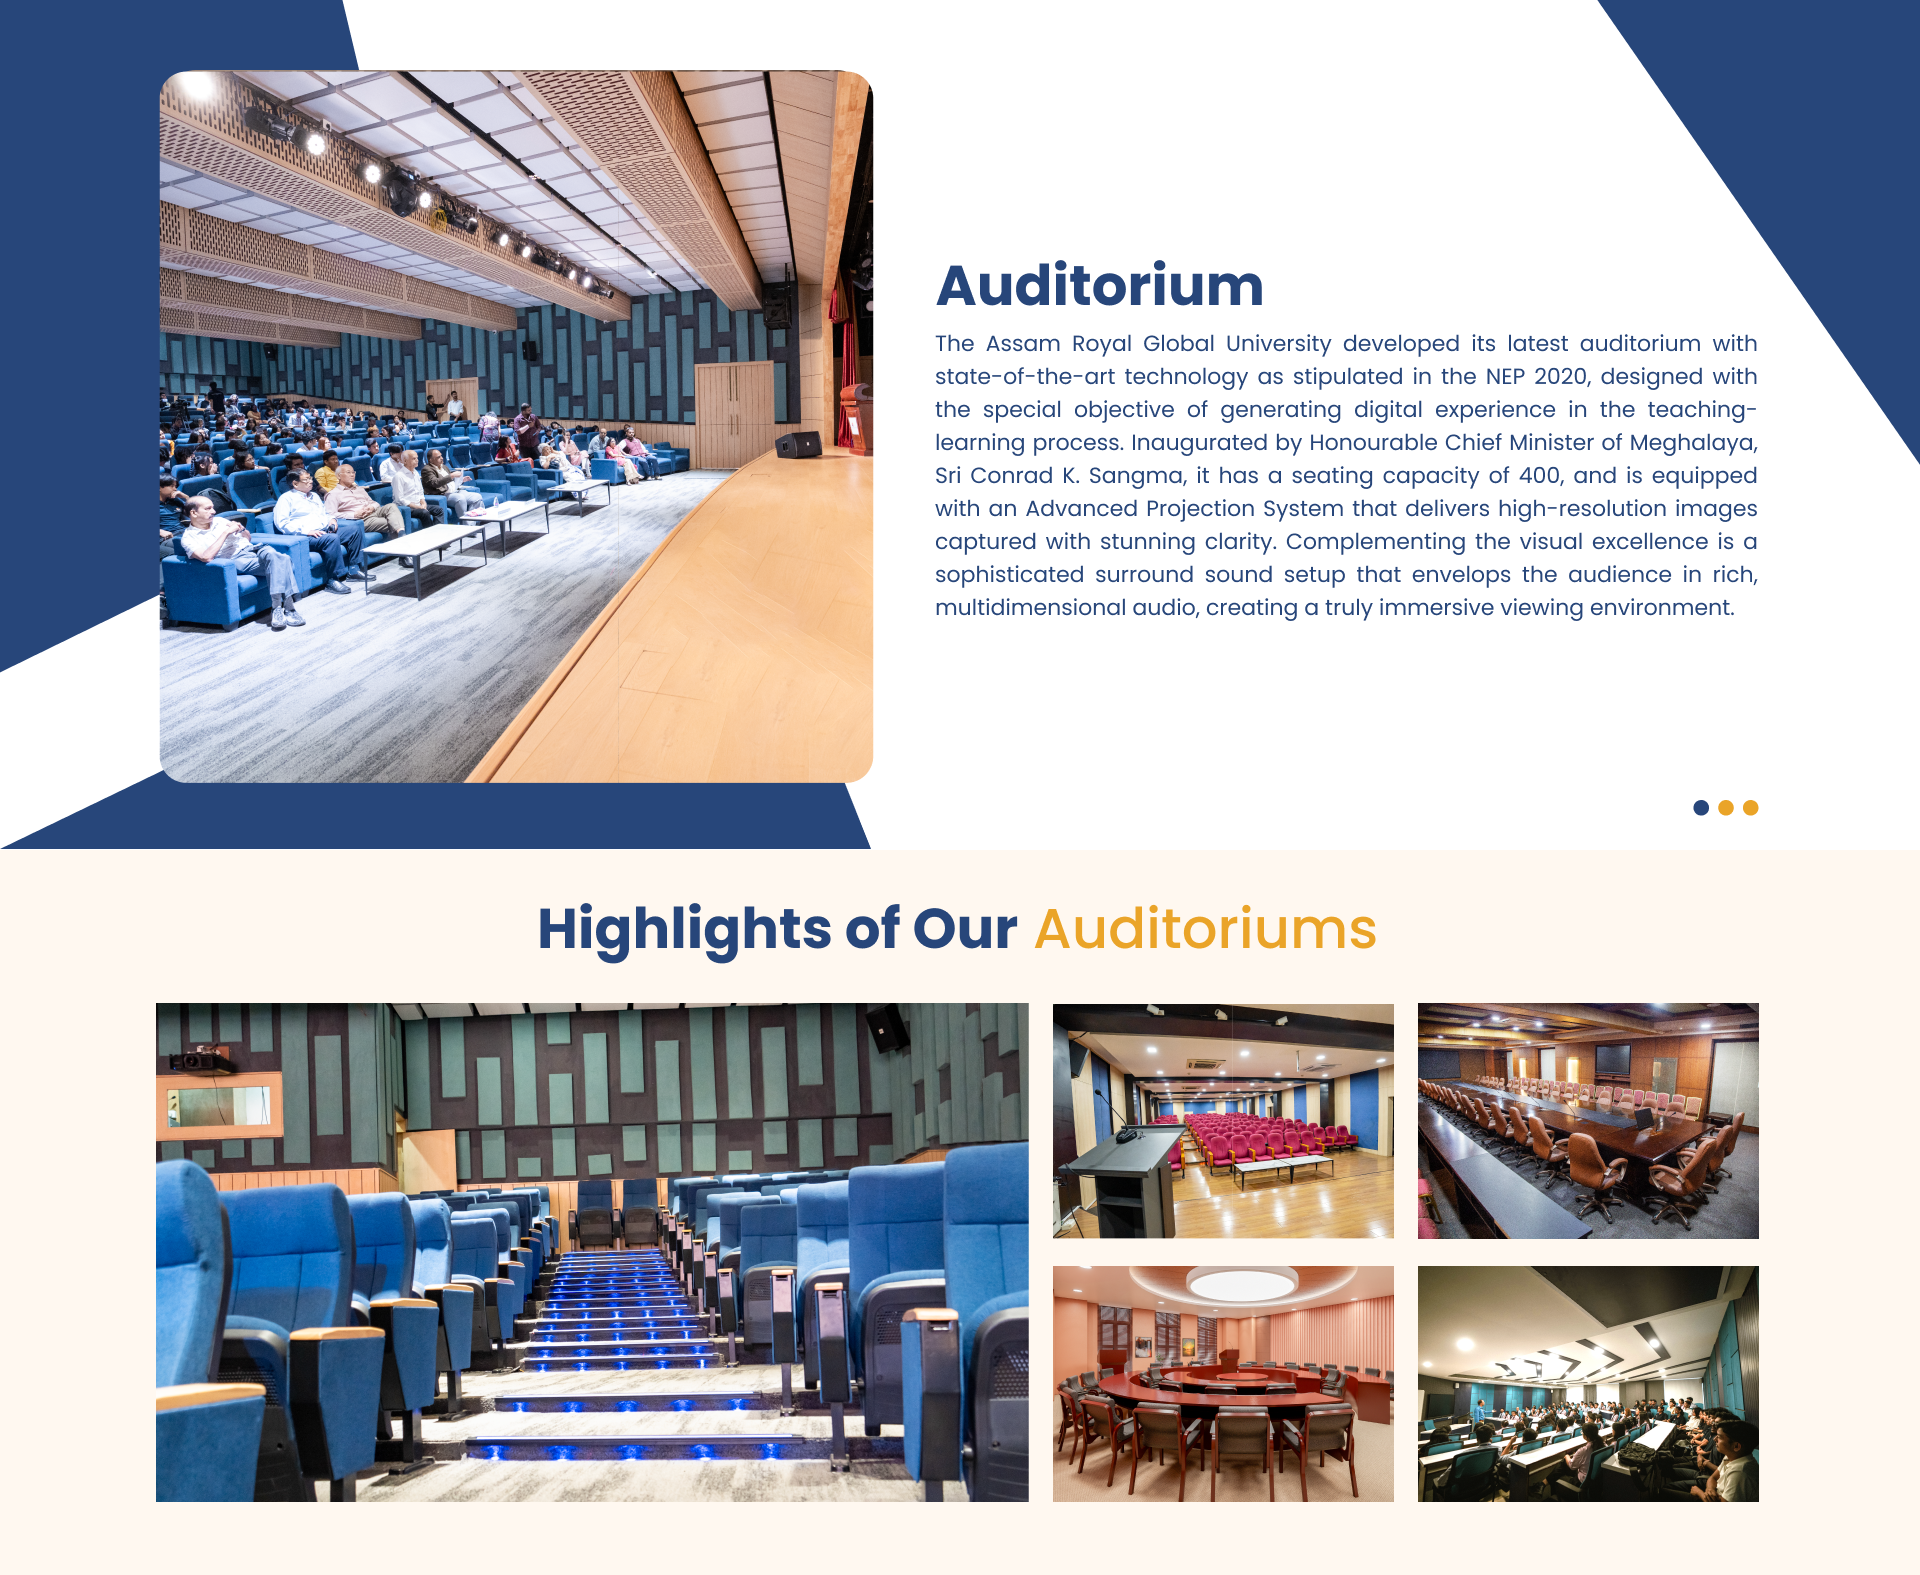 Auditorium
The Assam Royal Global University developed its latest auditorium with
state-of-the-art technology as stipulated in the NEP 2020, designed with
the special objective of generating digital experience in the teaching-
learning process. Inaugurated by Honourable Chief Minister of Meghalaya,
Sri Conrad K. Sangma, it has a seating capacity of 400, and is equipped
with an Advanced Projection System that delivers high-resolution images
captured with stunning clarity. Complementing the visual excellence is a
sophisticated surround sound setup that envelops the audience in rich,
multidimensional audio, creating a truly immersive viewing environment.
Highlights of Our Auditoriums